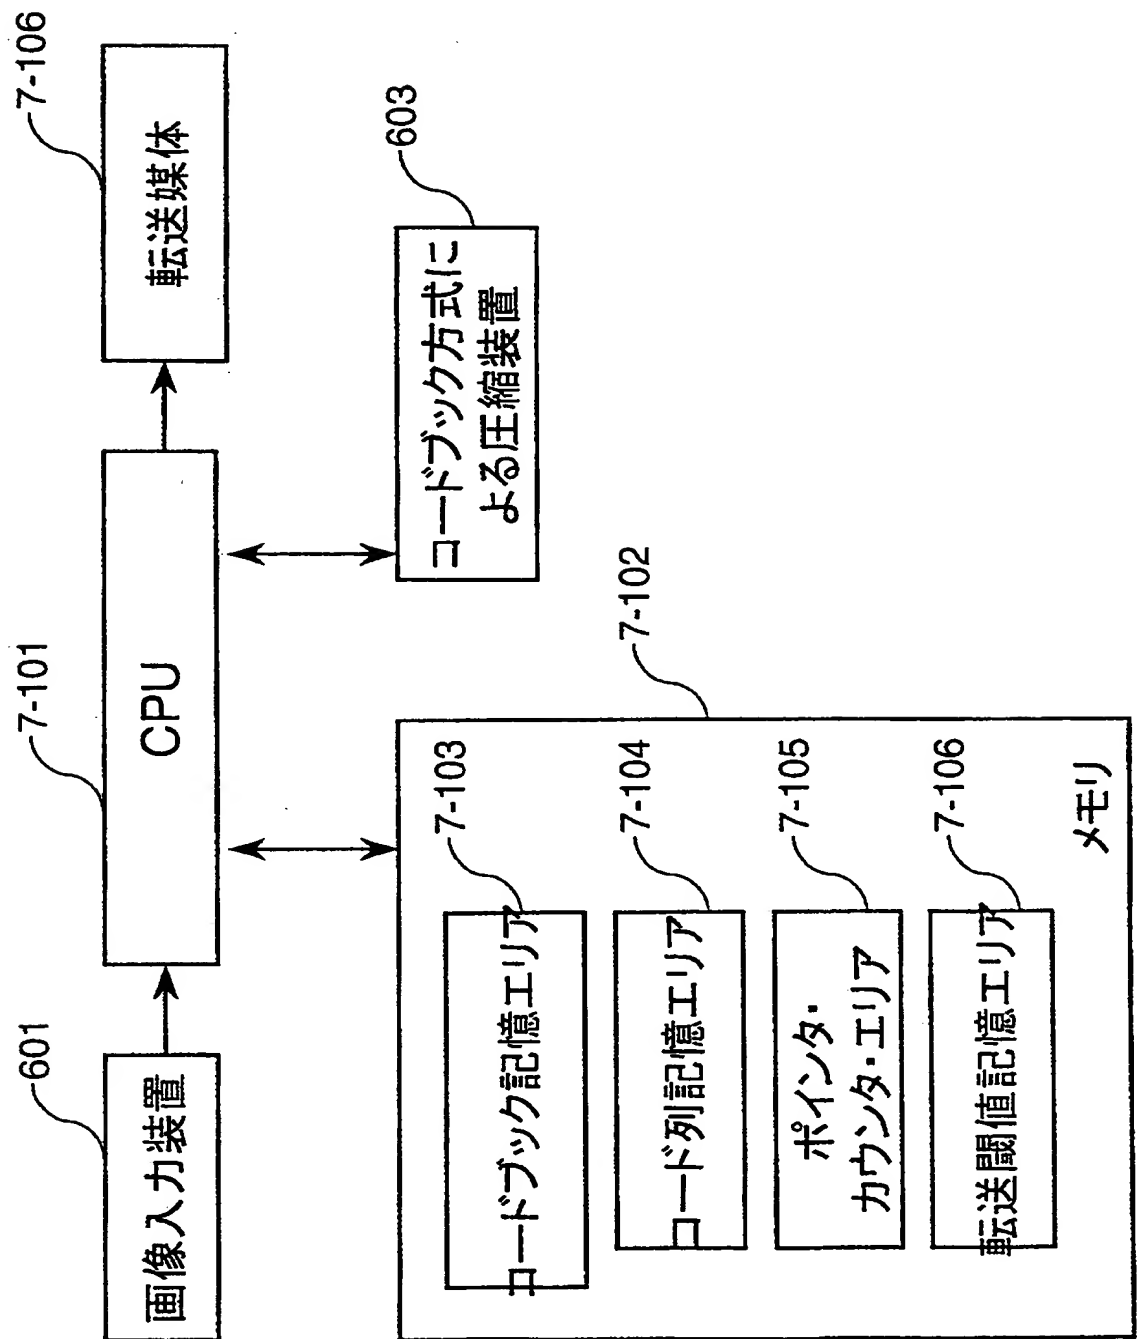 601
画像入力装置
7-101
CPU
7-106
転送媒体
603
コードブック方式に
よる圧縮装置
7-102
7-103
コードブック記憶エリア
7-104
コード列記憶エリア
7-105
ポインタ・
カウンタ・エリア
7-106
転送閾値記憶エリア
メモリ